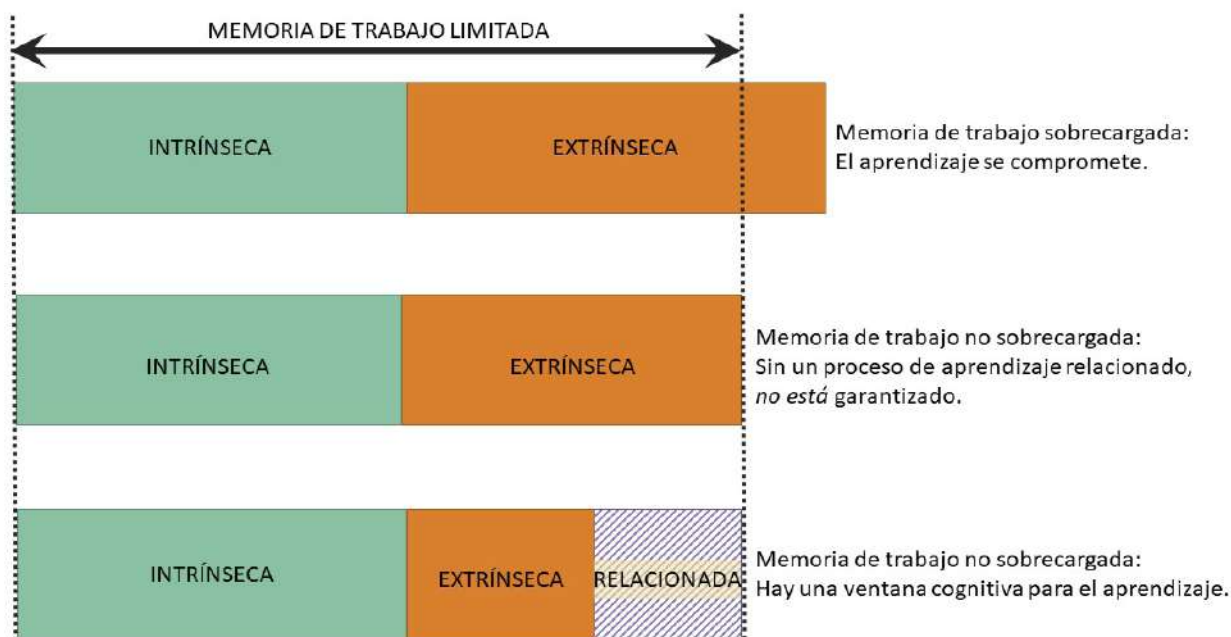 MEMORIA DE TRABAJO LIMITADA
INTRÍNSECA
EXTRÍNSECA
Memoria de trabajo sobrecargada:
El aprendizaje se compromete.
INTRÍNSECA
EXTRÍNSECA
Memoria de trabajo no sobrecargada:
Sin un proceso de aprendizaje relacionado,
no está garantizado.
INTRÍNSECA
EXTRÍNSECA
RELACIONADA
Memoria de trabajo no sobrecargada:
Hay una ventana cognitiva para el aprendizaje.